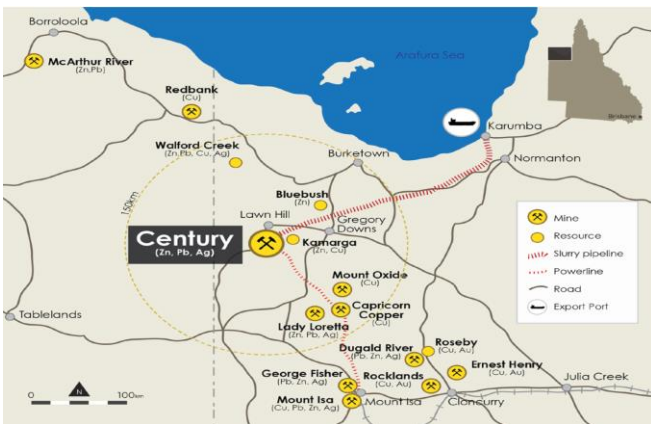 Borroloola
McArthur River
(Zn,Pb)
Redbank
(Cu)
Arafura Sea
Brisbane
Karumba
Walford Creek
(Zn, Pb, Cu, Ag)
Burketown
Normanton
150km
Bluebush
(Zn)
Lawn Hill
Gregory
Downs
Century
(Zn, Pb, Ag)
Kamarga
(Zn, Cu)
Mine
Resource
Slurry pipeline
Powerline
Road
Export Port
Mount Oxide
(Cu)
Capricorn
Copper
(Cu)
Tablelands
Lady Loretta
(Zn, Pb, Ag)
Dugald River
(Pb, Zn, Ag)
Roseby
(Cu, Au)
Ernest Henry
(Cu, Au)
George Fisher
(Pb, Zn, Ag)
Rocklands
(Cu, Au)
Julia Creek
Mount Isa
(Cu, Pb, Zn, Ag)
Mount Isa
Cloncurry
N
0
100km